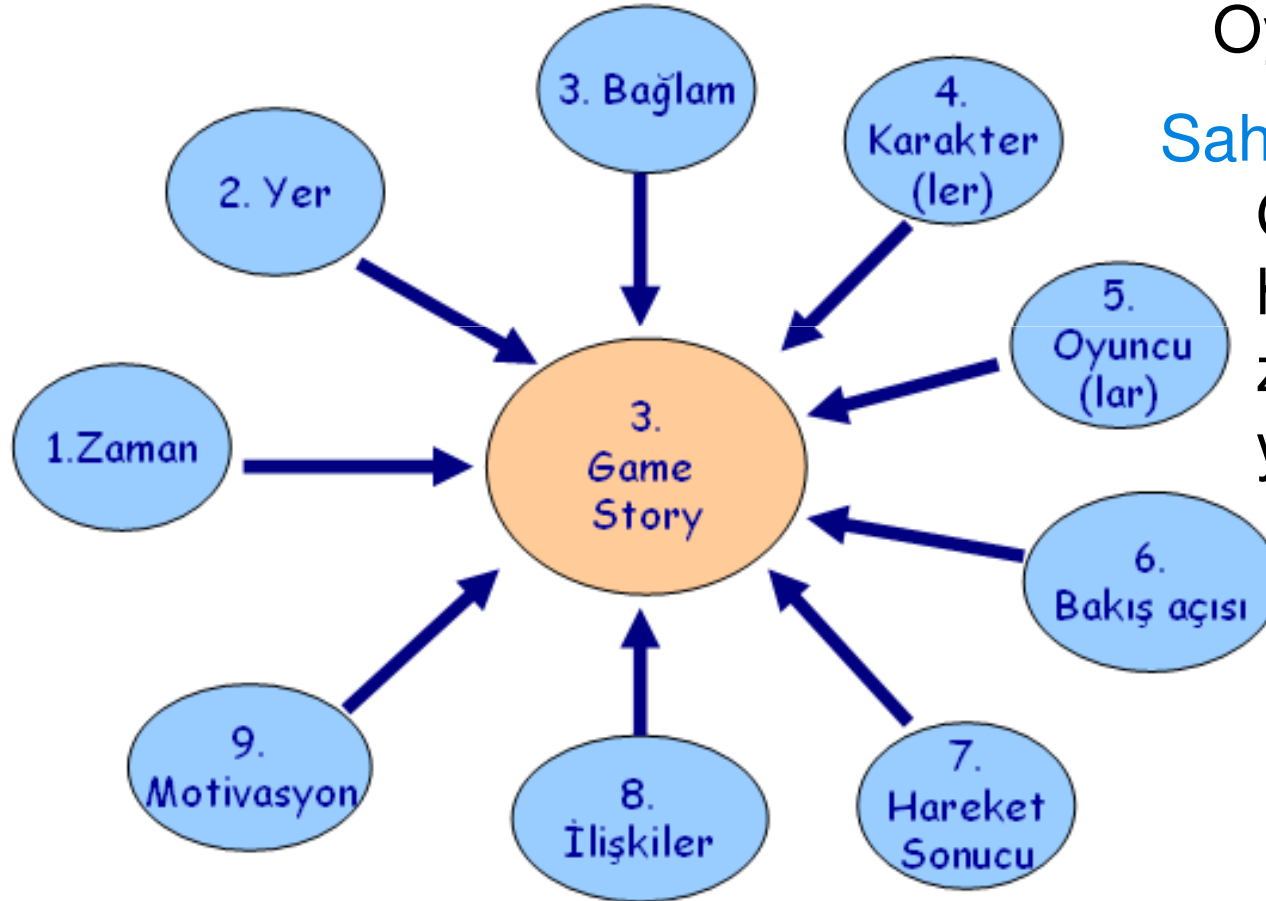 3. Bağlam
4.
Karakter
(ler)
2. Yer
5.
Oyuncu
(lar)
1.Zaman
3.
Game
Story
6.
Bakış açısı
9.
Motivasyon
8.
İlişkiler
7.
Hareket
Sonucu